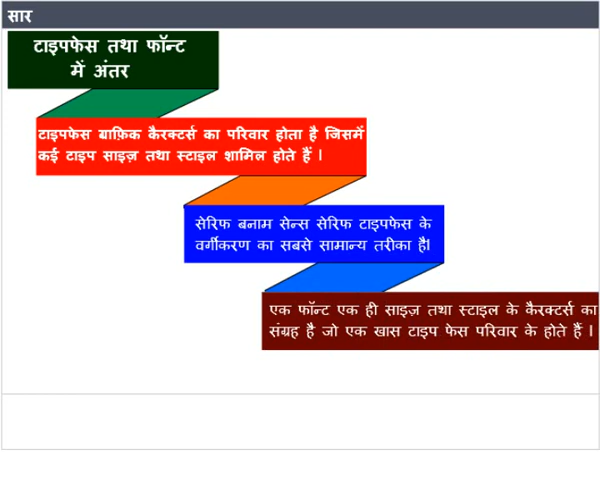 सार
टाइपफेस तथा फॉन्ट
में अंतर
टाइपफेस ग्राफ़िक कैरक्टर्स का परिवार होता है जिसमें
कई टाइप साइज़ तथा स्टाइल शामिल होते हैं ।
सेरिफ बनाम सेन्स सेरिफ टाइपफेस के
वर्गीकरण का सबसे सामान्य तरीका है।
एक फॉन्ट एक ही साइज़ तथा स्टाइल के कैरक्टर्स का
संग्रह है जो एक खास टाइप फेस परिवार के होते हैं ।